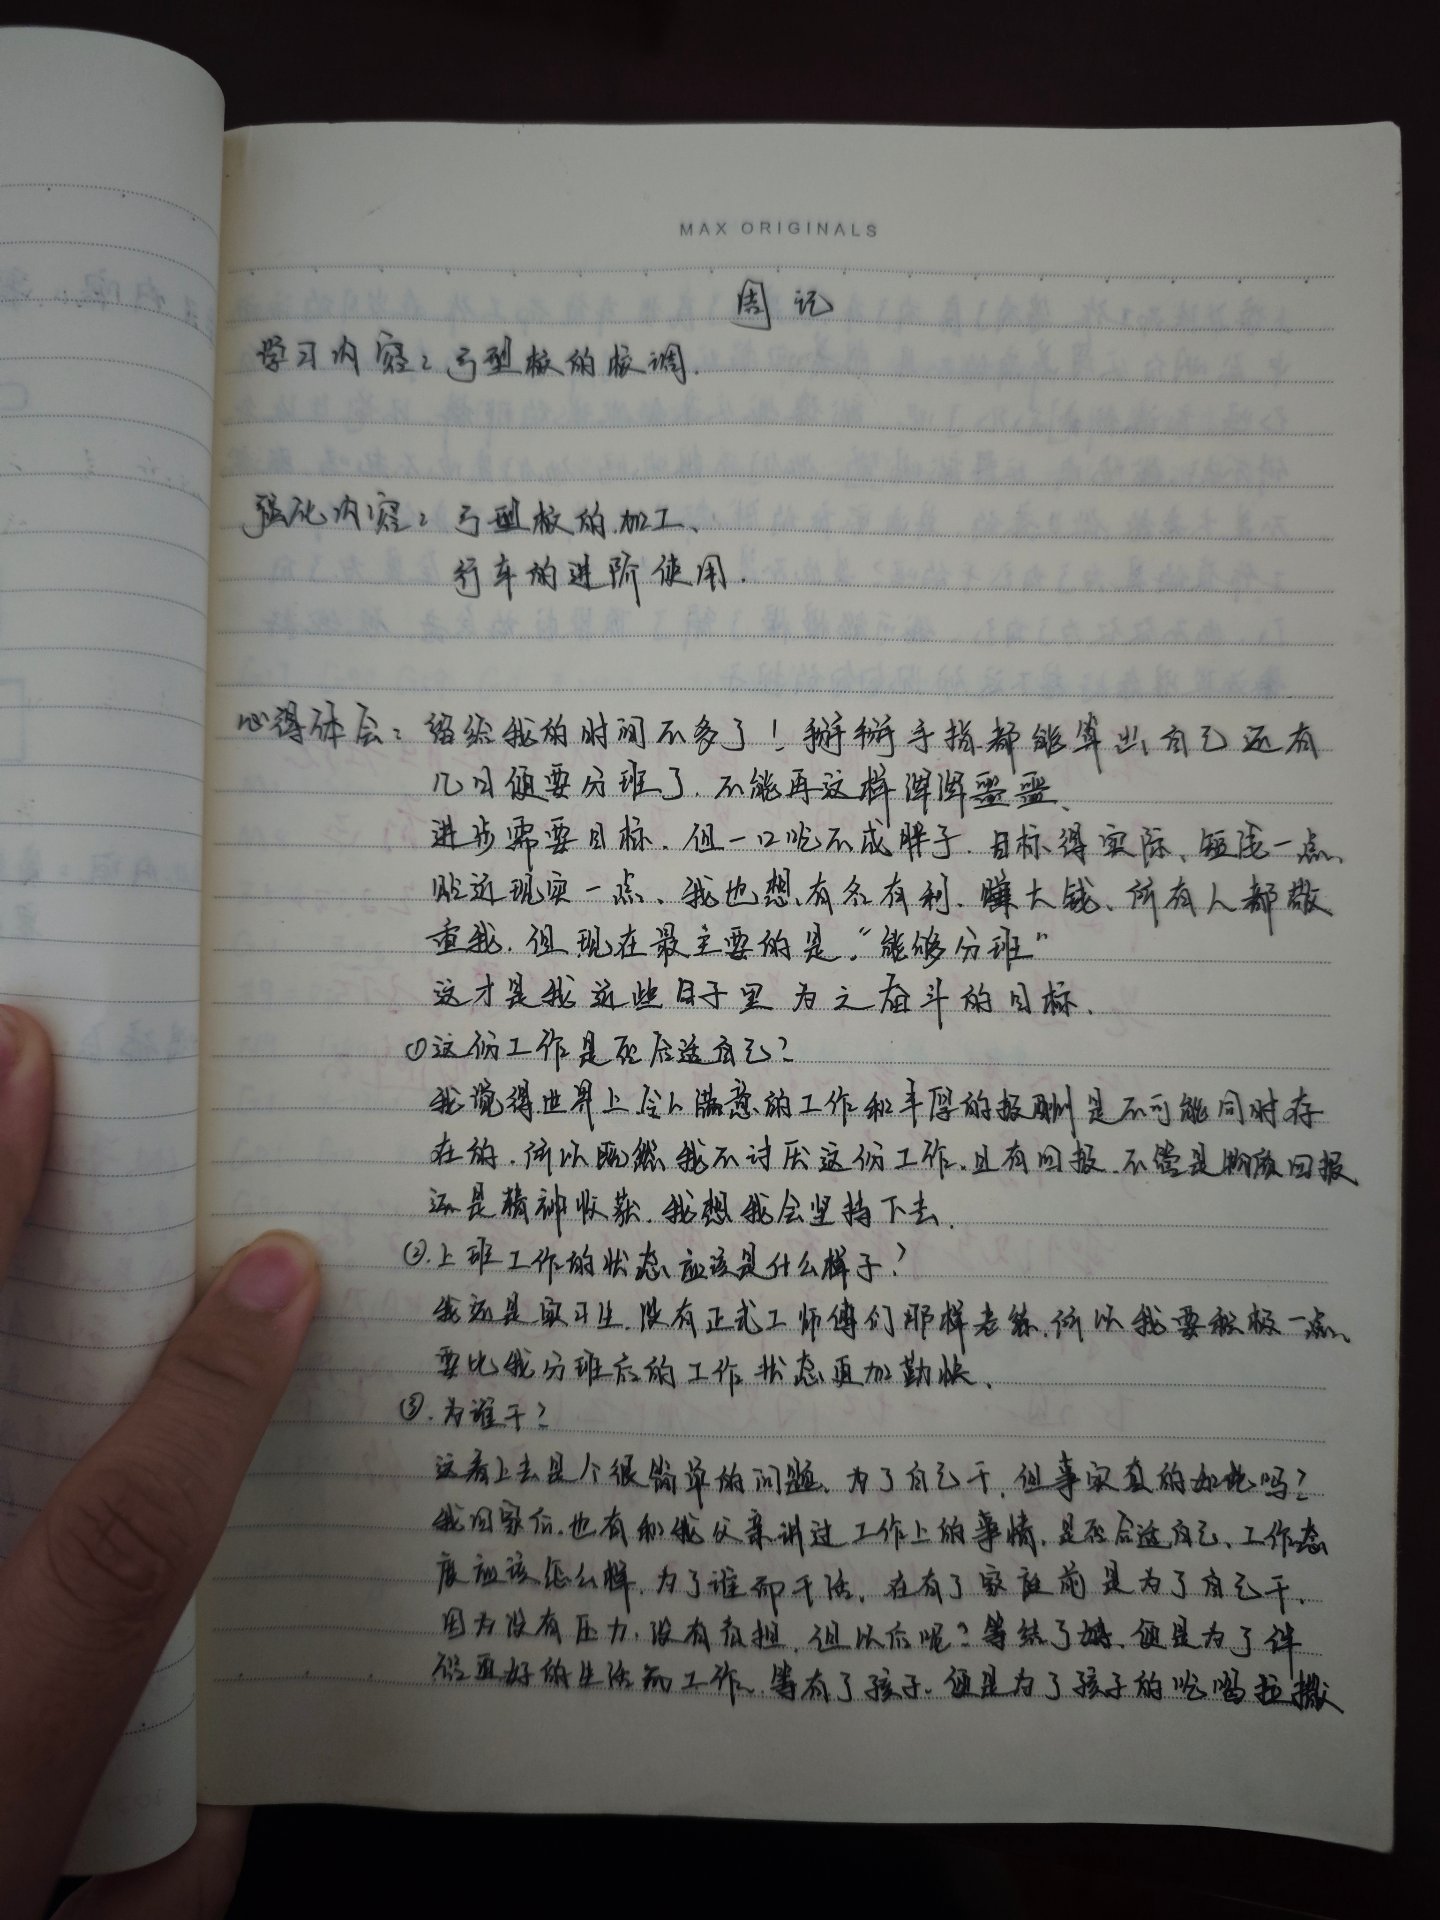 MAX ORIGINALS
周记
学习内容：弓型板的校调.
强化内容：弓型板的加工、
行车的进阶使用.
心得体会：留给我的时间不多了！掰掰手指都能算出自己还有
几日便要分班了.不能再这样浑浑噩噩、
进步需要目标.但一口吃不成胖子.目标得实际、短浅一点、
贴近现实一点、我也想有名有利、赚大钱、所有人都敬
重我.但现在最主要的是.“能够分班”
这才是我这些日子里为之奋斗的目标.
①这份工作是否合适自己?
我觉得世界上令人满意的工作和丰厚的报酬是不可能同时存
在的.所以既然我不讨厌这份工作.且有回报.不管是物质回报
还是精神收获.我想我会坚持下去.
②.上班工作的状态应该是什么样子?
我还是实习生.没有正式工师傅们那样老练.所以我要积极一点、
要比我分班后的工作状态更加勤快.
③.为谁干?
这看上去是个很简单的问题、为了自己干.但事实真的如此吗?
我回家后.也有和我父亲讲过工作上的事情.是否合适自己、工作态
度应该怎么样.为了谁而干活.在有了家庭前是为了自己干.
因为没有压力.没有负担.但以后呢?等结了婚、便是为了伴
侣更好的生活而工作.等有了孩子.便是为了孩子的吃喝拉撒